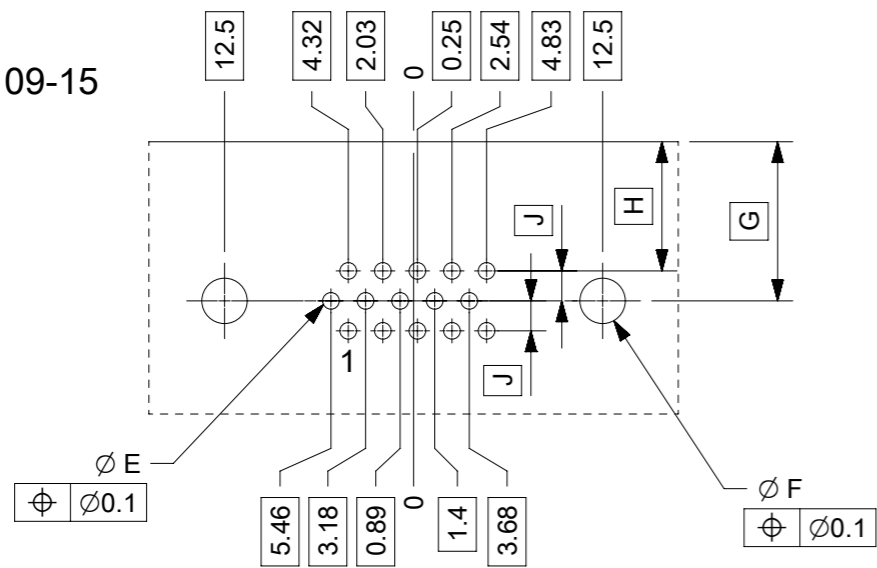 09-15
12.5
4.32
2.03
0
0.25
2.54
4.83
12.5
J
H
G
J
1
Ø E
⌖ Ø0.1
5.46
3.18
0.89
0
1.4
3.68
Ø F
⌖ Ø0.1